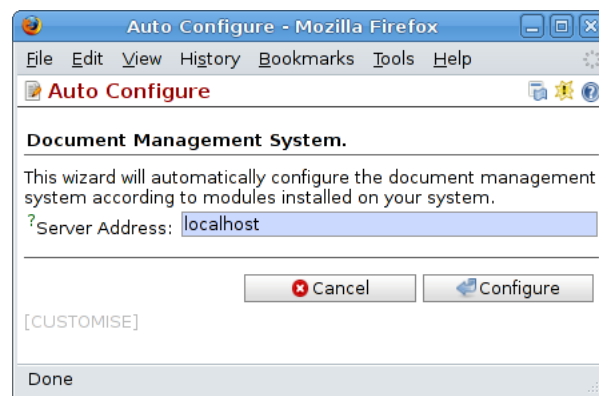 Auto Configure - Mozilla Firefox
File Edit View History Bookmarks Tools Help
Auto Configure
Document Management System.
This wizard will automatically configure the document management
system according to modules installed on your system.
?Server Address: localhost
Cancel Configure
[CUSTOMISE]
Done